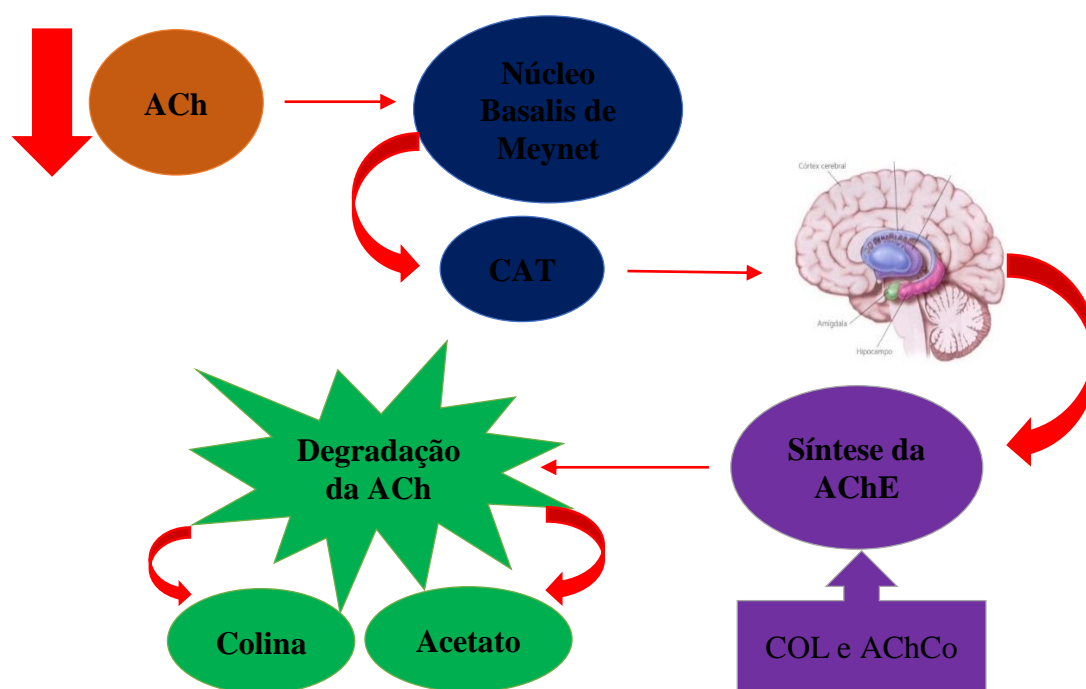 ACh
Núcleo
Basalis de
Meynet
CAT
Córtex cerebral
Amígdala
Hipocampo
Síntese da
AChE
COL e AChCo
Degradação
da ACh
Colina
Acetato